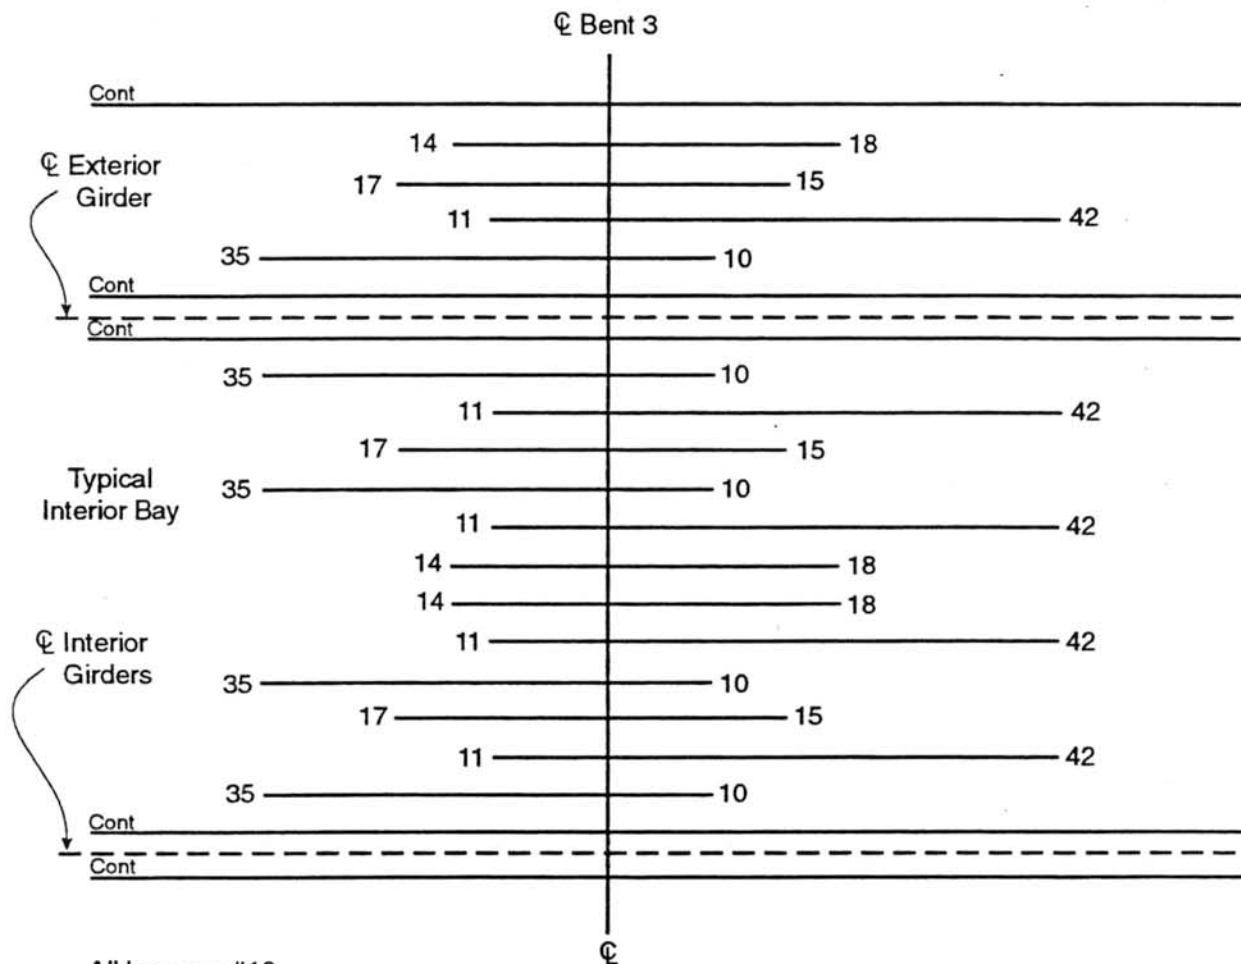 ℄ Bent 3
Cont
14 18
℄ Exterior
Girder
17 15
11 42
35 10
Cont
Cont
35 10
11 42
17 15
Typical
Interior Bay
35 10
11 42
14 18
14 18
℄ Interior
Girders
11 42
35 10
17 15
11 42
35 10
Cont
Cont
℄